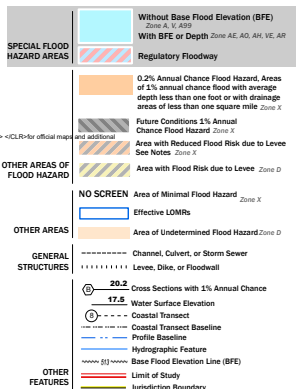 Without Base Flood Elevation (BFE)
Zone A, V, A99
With BFE or Depth Zone AE, AO, AH, VE, AR
SPECIAL FLOOD
HAZARD AREAS
Regulatory Floodway
0.2% Annual Chance Flood Hazard, Areas
of 1% annual chance flood with average
depth less than one foot or with drainage
areas of less than one square mile Zone X
Future Conditions 1% Annual
Chance Flood Hazard Zone X
> </CLR>for official maps and additional
Area with Reduced Flood Risk due to Levee
See Notes Zone X
OTHER AREAS OF
FLOOD HAZARD
Area with Flood Risk due to Levee Zone D
NO SCREEN Area of Minimal Flood Hazard
Zone X
Effective LOMRs
OTHER AREAS
Area of Undetermined Flood Hazard Zone D
GENERAL
STRUCTURES
Channel, Culvert, or Storm Sewer
Levee, Dike, or Floodwall
B 20.2 Cross Sections with 1% Annual Chance
17.5 Water Surface Elevation
8 Coastal Transect
Coastal Transect Baseline
Profile Baseline
Hydrographic Feature
513 Base Flood Elevation Line (BFE)
OTHER
FEATURES
Limit of Study
Jurisdiction Boundary